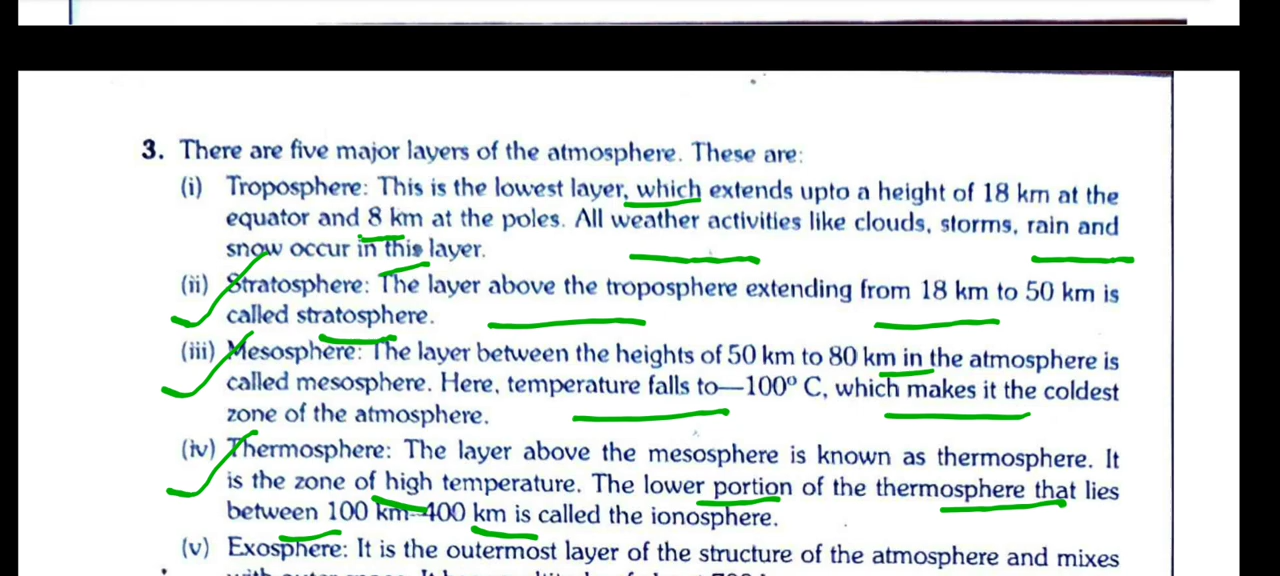 3. There are five major layers of the atmosphere. These are:
(i) Troposphere: This is the lowest layer, which extends upto a height of 18 km at the
equator and 8 km at the poles. All weather activities like clouds, storms, rain and
snow occur in this layer.
(ii) Stratosphere: The layer above the troposphere extending from 18 km to 50 km is
called stratosphere.
(iii) Mesosphere: The layer between the heights of 50 km to 80 km in the atmosphere is
called mesosphere. Here, temperature falls to—100º C, which makes it the coldest
zone of the atmosphere.
(iv) Thermosphere: The layer above the mesosphere is known as thermosphere. It
is the zone of high temperature. The lower portion of the thermosphere that lies
between 100 km–400 km is called the ionosphere.
(v) Exosphere: It is the outermost layer of the structure of the atmosphere and mixes